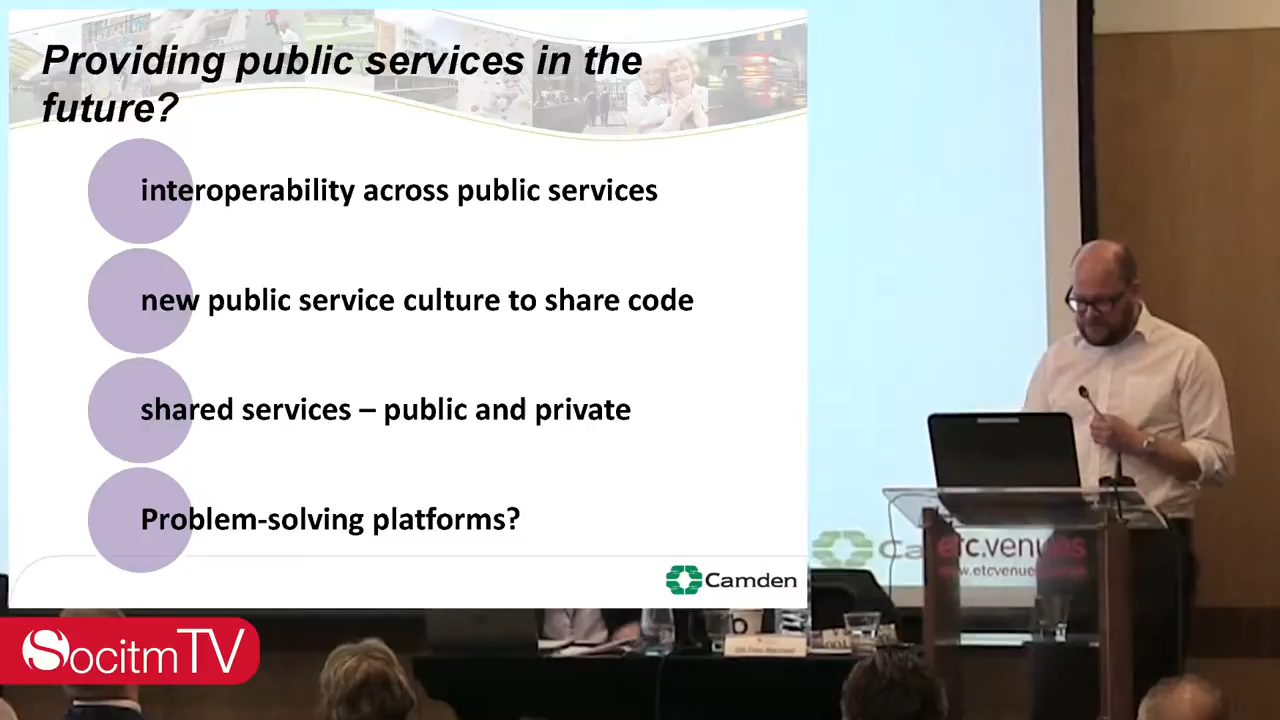 Providing public services in the
future?
interoperability across public services
new public service culture to share code
shared services – public and private
Problem-solving platforms?
Camden
Ca
etc.venues
SocitmTV